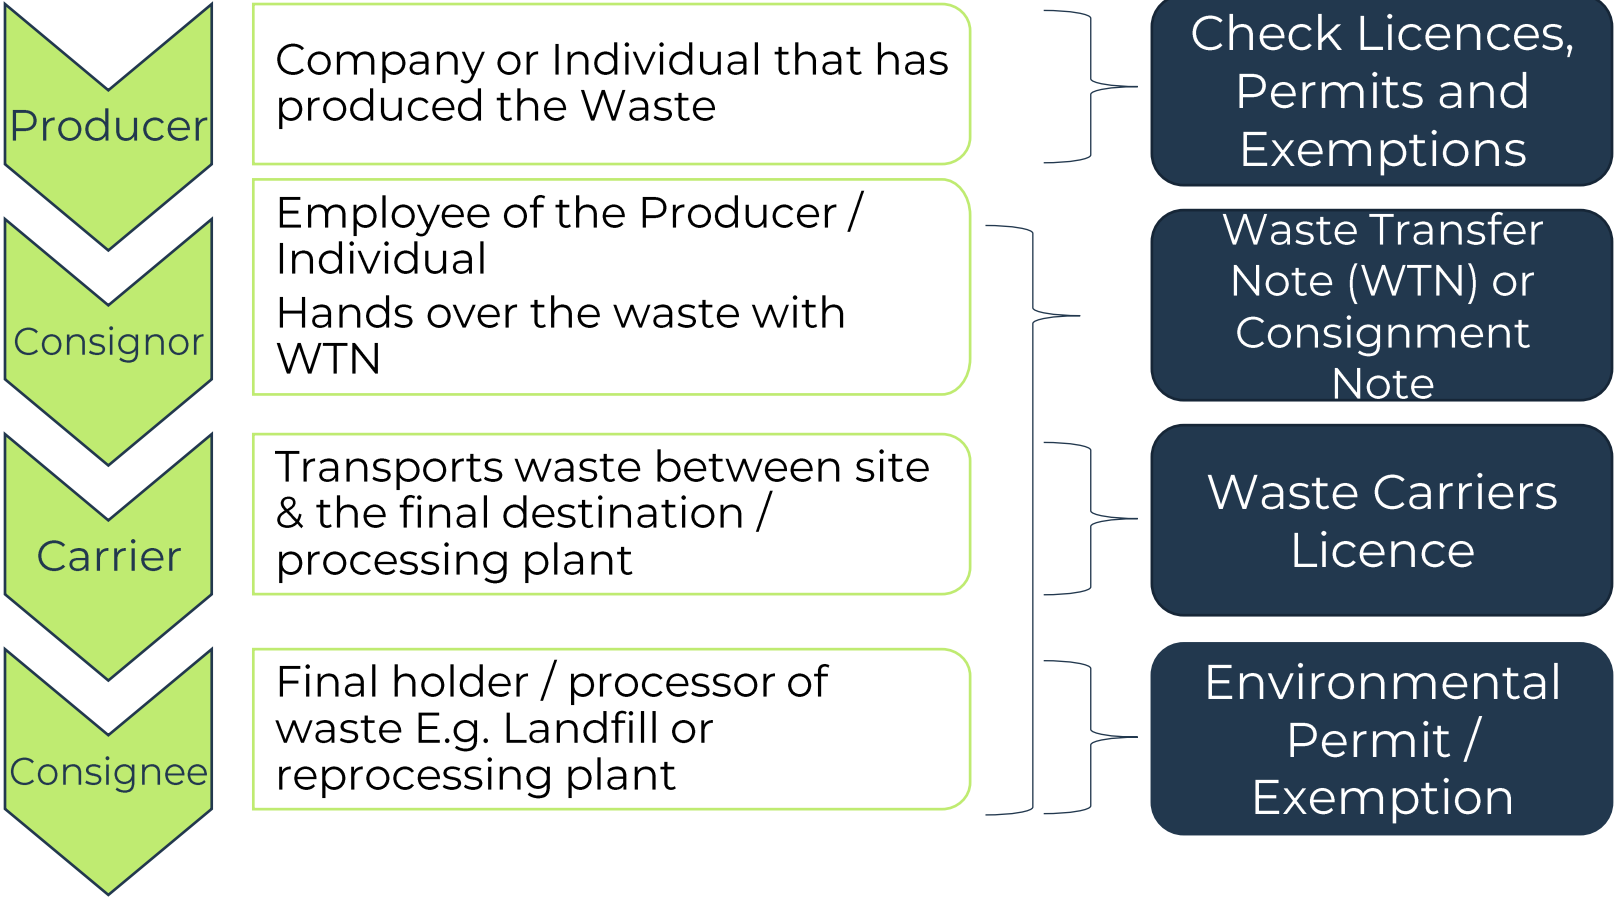 Producer
Company or Individual that has
produced the Waste
Check Licences,
Permits and
Exemptions
Consignor
Employee of the Producer /
Individual
Hands over the waste with
WTN
Waste Transfer
Note (WTN) or
Consignment
Note
Carrier
Transports waste between site
& the final destination /
processing plant
Waste Carriers
Licence
Consignee
Final holder / processor of
waste E.g. Landfill or
reprocessing plant
Environmental
Permit /
Exemption